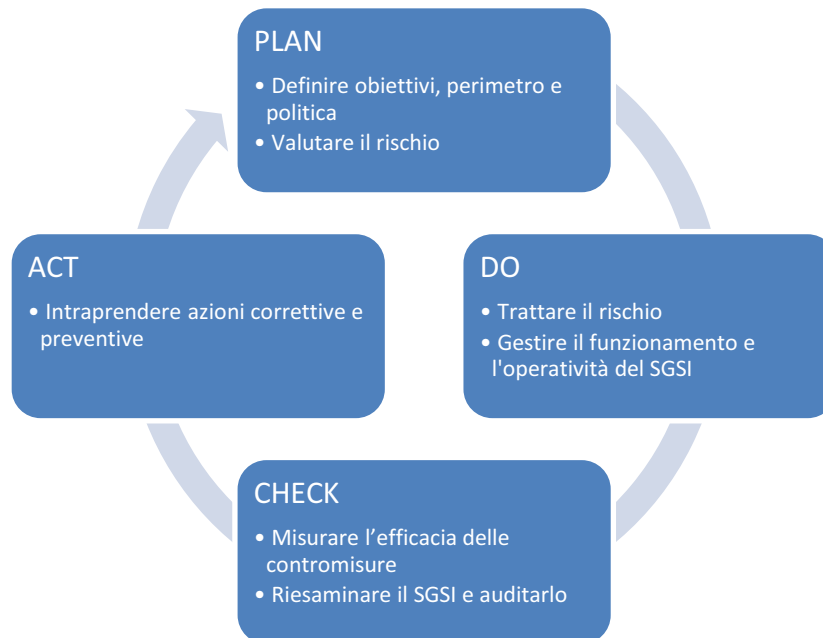 PLAN
• Definire obiettivi, perimetro e
politica
• Valutare il rischio
DO
• Trattare il rischio
• Gestire il funzionamento e
l'operatività del SGSI
CHECK
• Misurare l’efficacia delle
contromisure
• Riesaminare il SGSI e auditarlo
ACT
• Intraprendere azioni correttive e
preventive